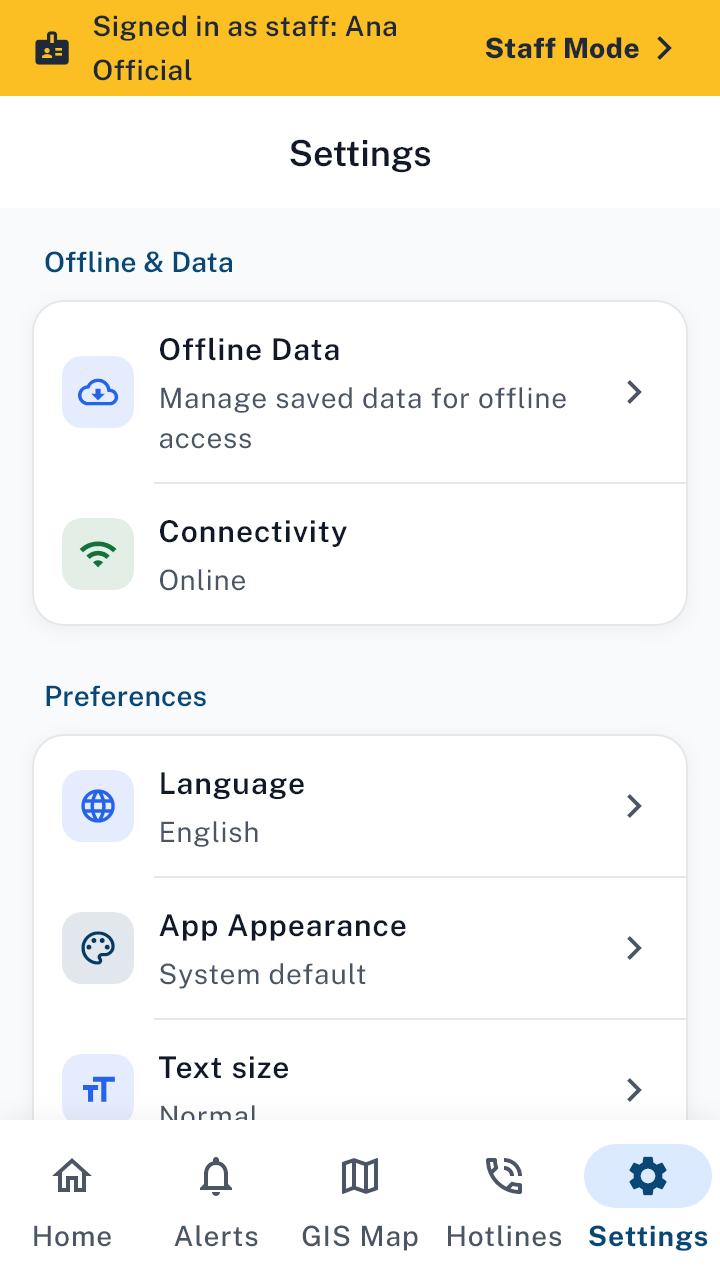 Signed in as staff: Ana
Official
Staff Mode
Settings
Offline & Data
Offline Data
Manage saved data for offline
access
Connectivity
Online
Preferences
Language
English
App Appearance
System default
Text size
Normal
Home
Alerts
GIS Map
Hotlines
Settings